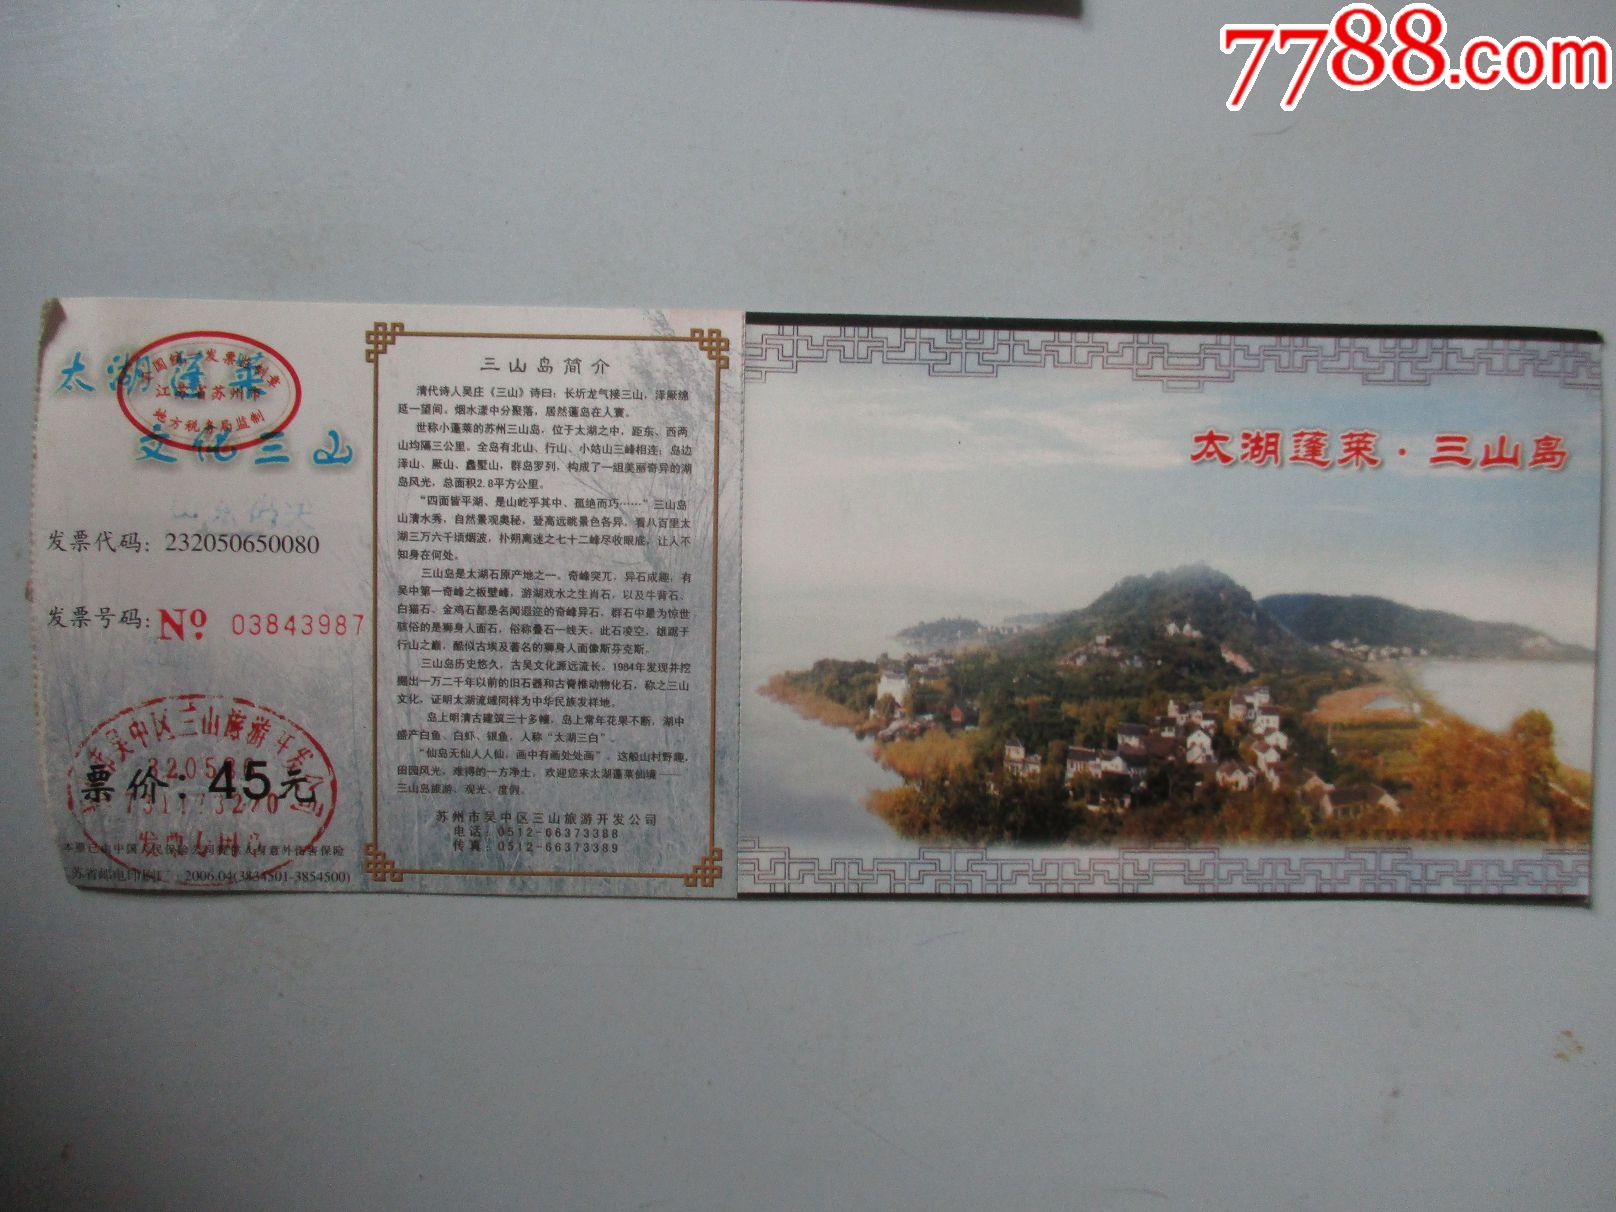 7788.com
太湖蓬莱
文化三山
江苏省苏州市
地方税务局监制
发票代码：232050650080
发票号码：
No 03843987
票价：45元
本票已由中国人民保险公司提供人身意外伤害保险
2006.04(3834501-3854500)
三山岛简介
清代诗人吴庄《三山》诗曰：长圻龙气接三山，泽厥绵
延一望间。烟水漾中分聚落，居然蓬岛在人寰。
世称小蓬莱的苏州三山岛，位于太湖之中，距东、西两
山均隔三公里。全岛有北山、行山、小姑山三峰相连；岛边
泽山、厥山、蠡墅山，群岛罗列，构成了一组美丽奇异的湖
岛风光，总面积2.8平方公里。
“四面皆平湖、是山屹乎其中、孤绝而巧……”三山岛
山清水秀，自然景观奥秘，登高远眺景色各异，看八百里太
湖三万六千顷烟波，扑朔离迷之七十二峰尽收眼底，让人不
知身在何处。
三山岛是太湖石原产地之一。奇峰突兀，异石成趣，有
吴中第一奇峰之板壁峰，游湖戏水之生肖石，以及牛背石、
白猫石、金鸡石都是名闻遐迩的奇峰异石，群石中最为惊世
骇俗的是狮身人面石，俗称叠石一线天。此石凌空，雄踞于
行山之巅，酷似古埃及著名的狮身人面像斯芬克斯。
三山岛历史悠久，古吴文化源远流长。1984年发现并挖
掘出一万二千年以前的旧石器和古脊椎动物化石，称之三山
文化，证明太湖流域同样为中华民族发祥地。
岛上明清古建筑三十多幢，岛上常年花果不断，湖中
盛产白鱼、白虾、银鱼，人称“太湖三白”。
“仙岛无仙人人仙，画中有画处处画”。这般山村野趣，
田园风光，难得的一方净土，欢迎您来太湖蓬莱仙境——
三山岛旅游、观光、度假。
苏州市吴中区三山旅游开发公司
电话：0512-66373388
传真：0512-66373389
太湖蓬莱·三山岛